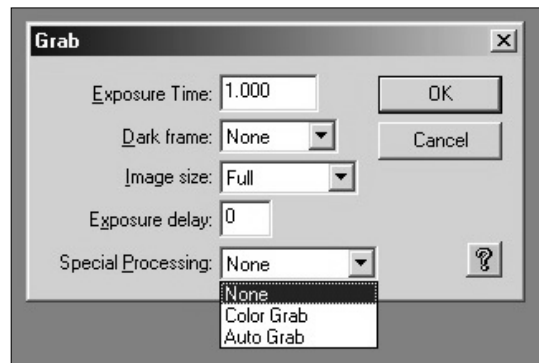 Grab
Exposure Time: 1.000
OK
Dark frame: None
Cancel
Image size: Full
Exposure delay: 0
Special Processing: None
?
None
Color Grab
Auto Grab